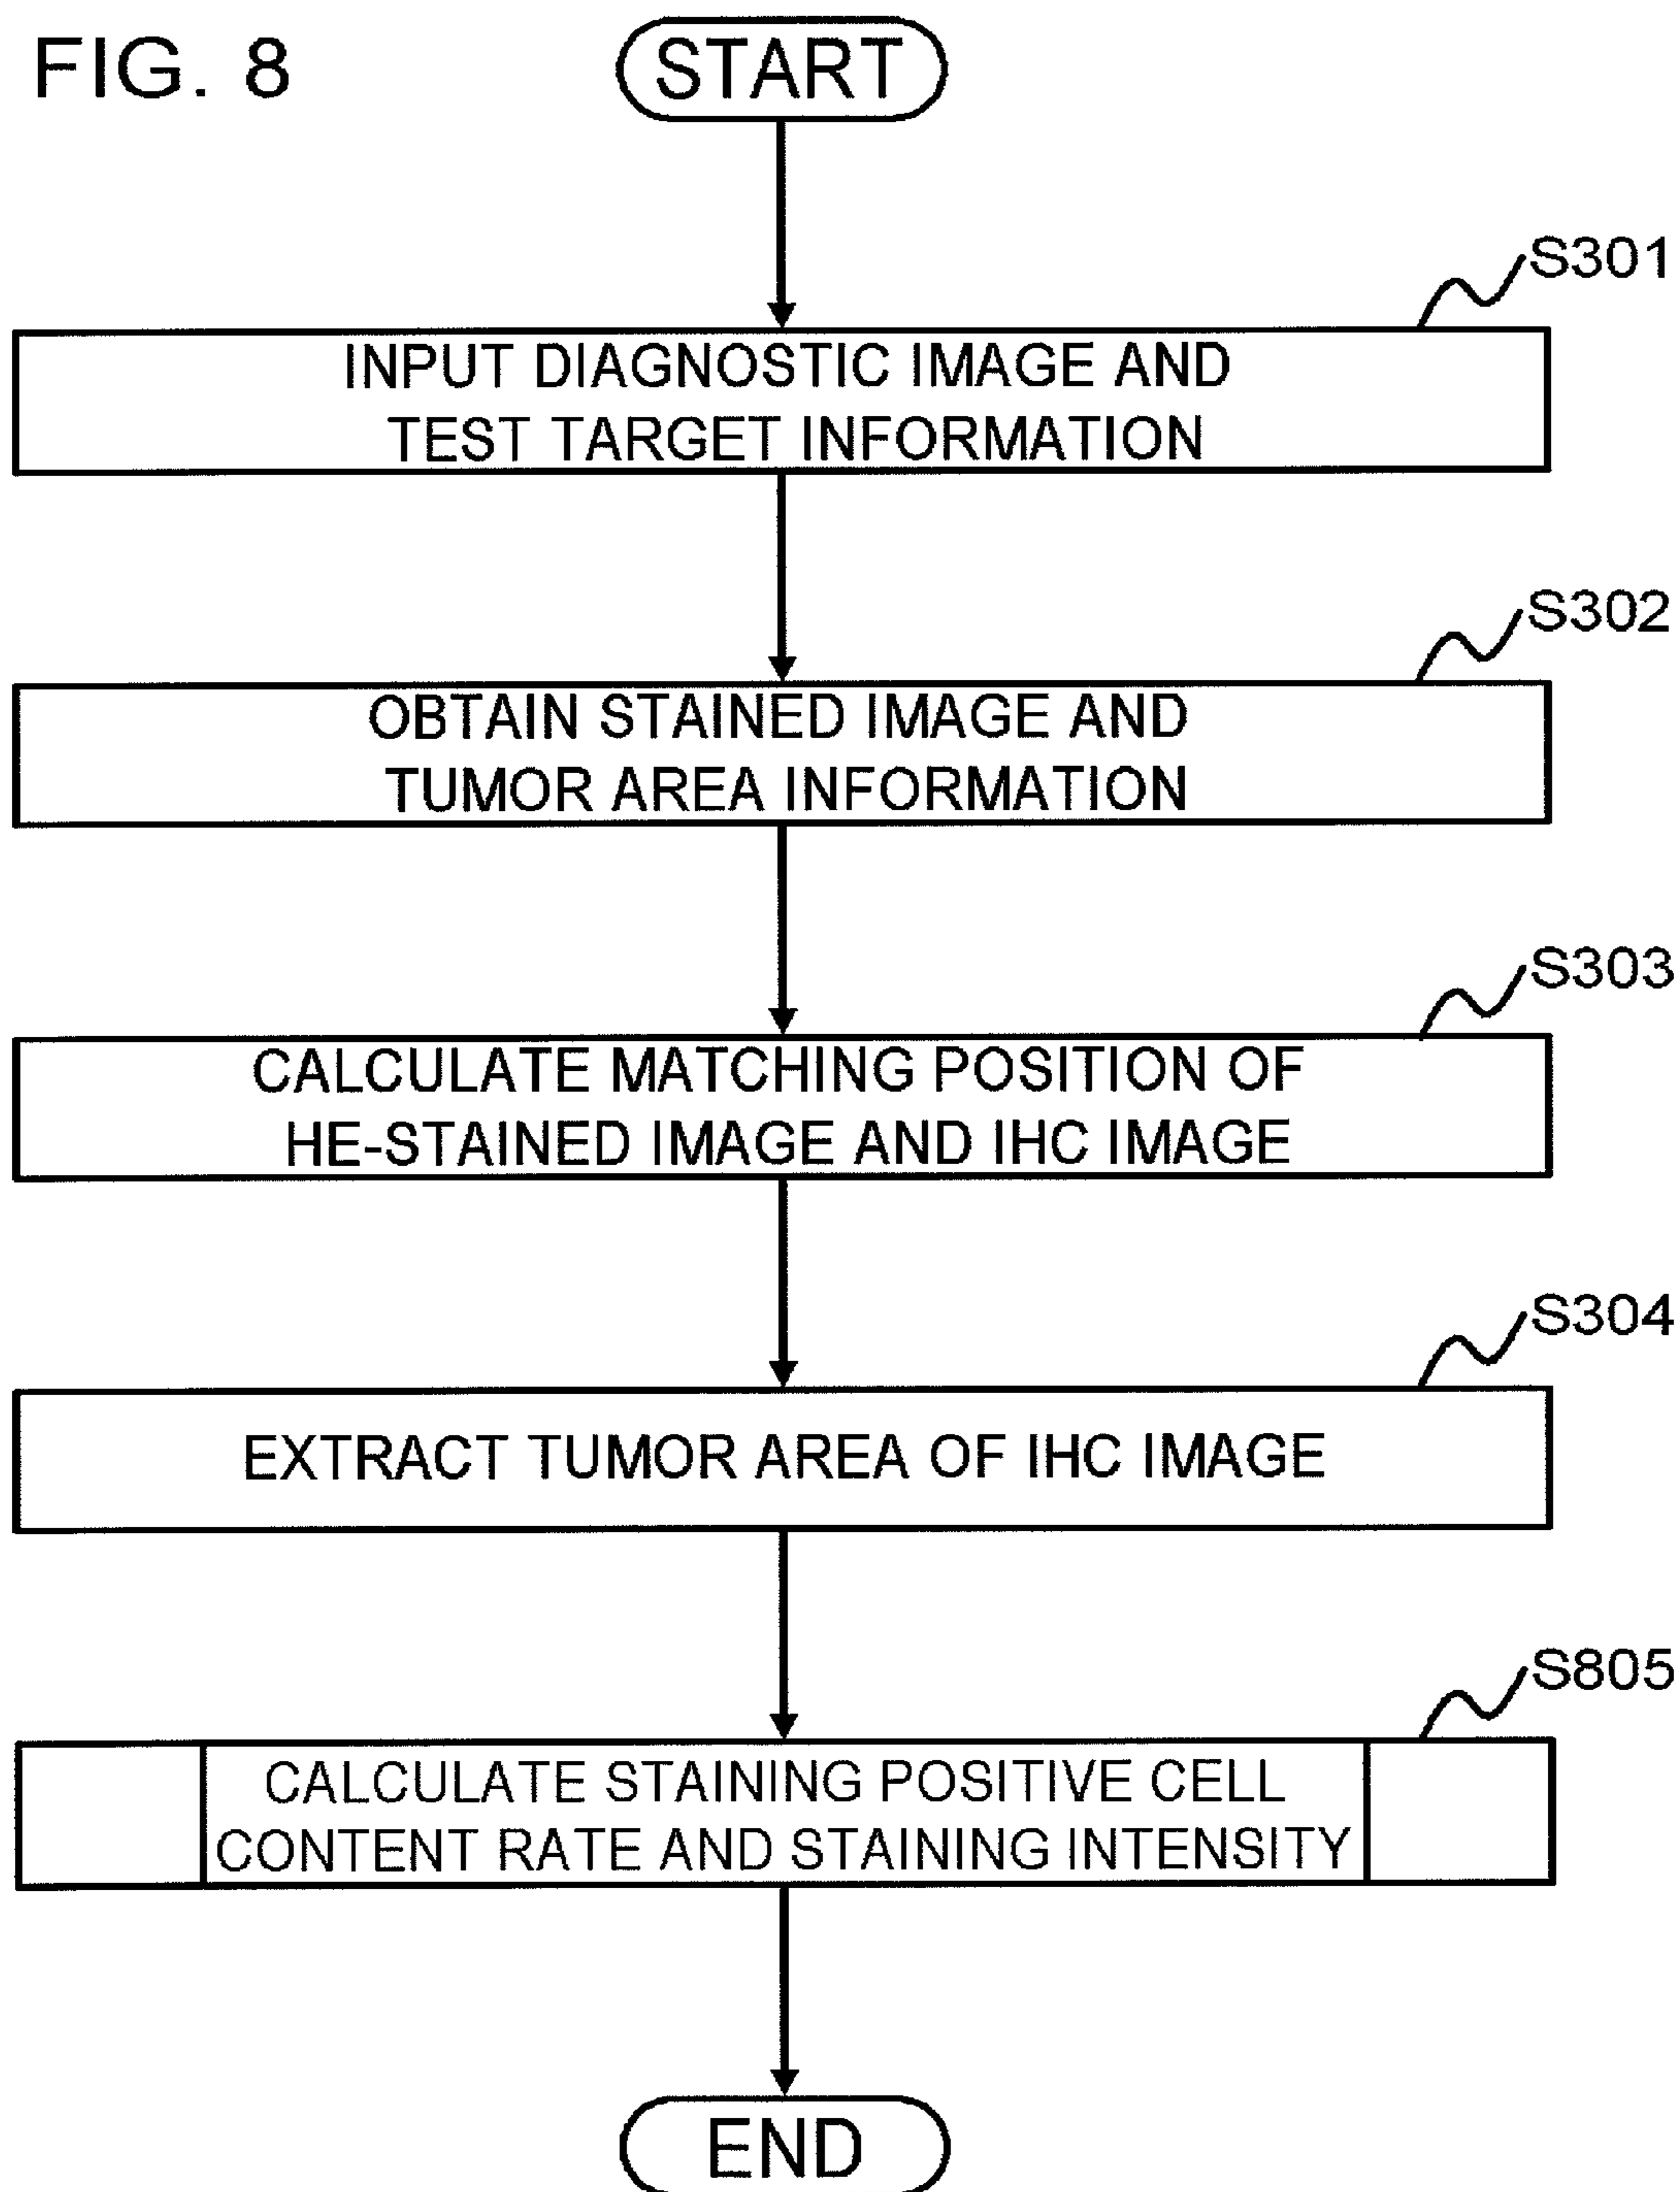 FIG. 8
START
S301
INPUT DIAGNOSTIC IMAGE AND
TEST TARGET INFORMATION
S302
OBTAIN STAINED IMAGE AND
TUMOR AREA INFORMATION
S303
CALCULATE MATCHING POSITION OF
HE-STAINED IMAGE AND IHC IMAGE
S304
EXTRACT TUMOR AREA OF IHC IMAGE
S805
CALCULATE STAINING POSITIVE CELL
CONTENT RATE AND STAINING INTENSITY
END